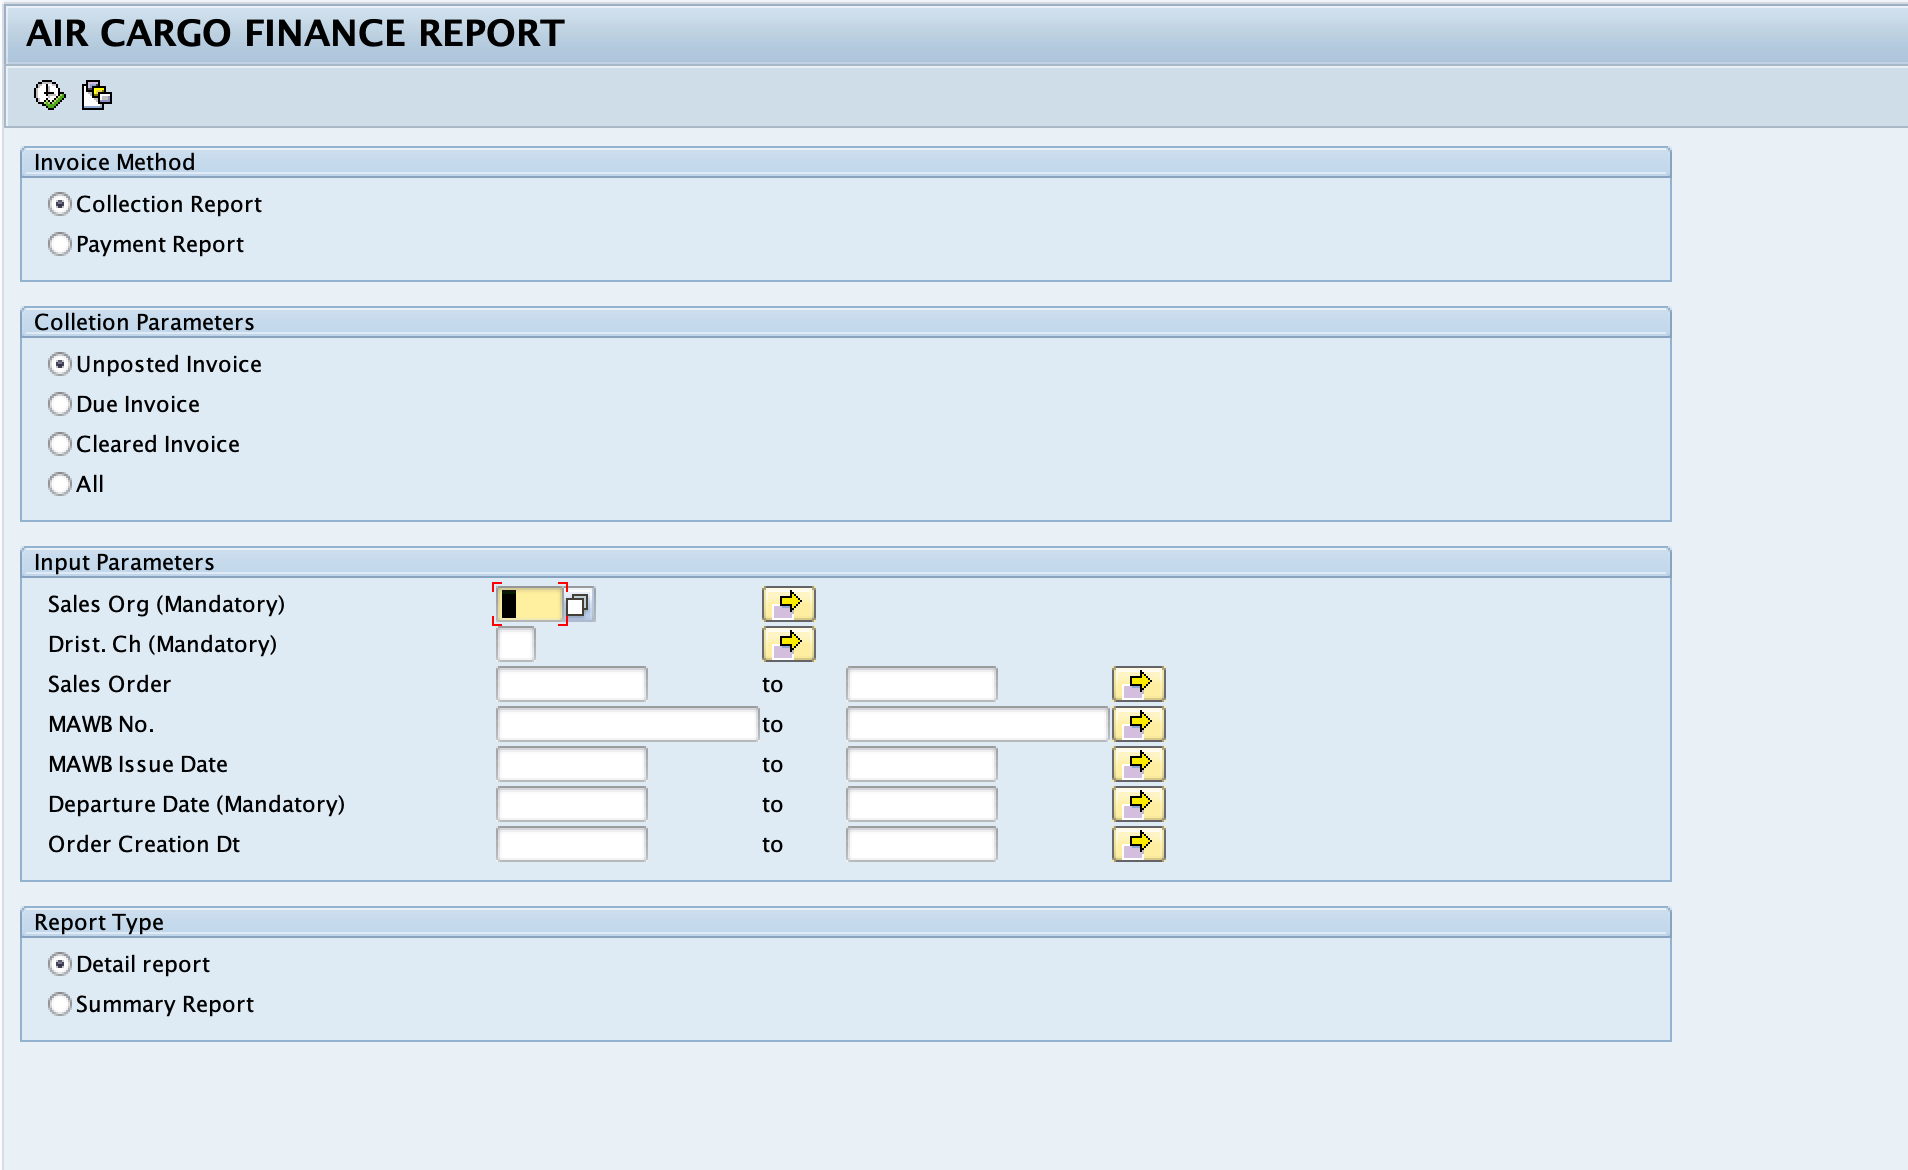 AIR CARGO FINANCE REPORT
Invoice Method
Collection Report
Payment Report
Colletion Parameters
Unposted Invoice
Due Invoice
Cleared Invoice
All
Input Parameters
Sales Org (Mandatory)
Drist. Ch (Mandatory)
Sales Order to
MAWB No. to
MAWB Issue Date to
Departure Date (Mandatory) to
Order Creation Dt to
Report Type
Detail report
Summary Report